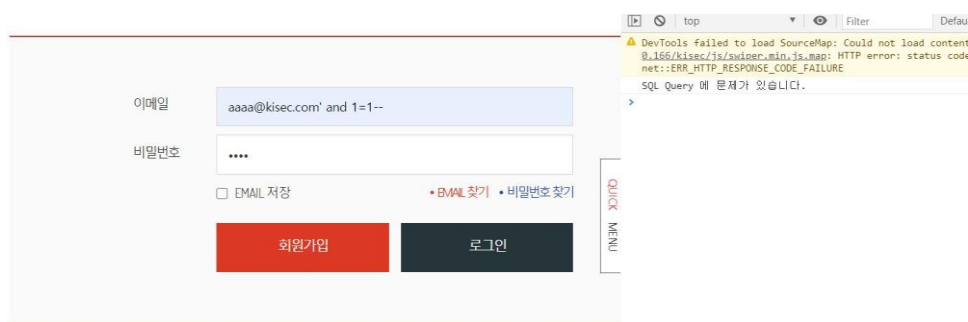 이메일
aaaa@kisec.com' and 1=1--
비밀번호
••••
EMAIL 저장
• EMAIL 찾기 • 비밀번호 찾기
회원가입
로그인
QUICK MENU
top
Filter
Defau
DevTools failed to load SourceMap: Could not load content
0.166/kisec/js/swiper.min.js.map: HTTP error: status code
net::ERR_HTTP_RESPONSE_CODE_FAILURE
SQL Query 에 문제가 있습니다.
>